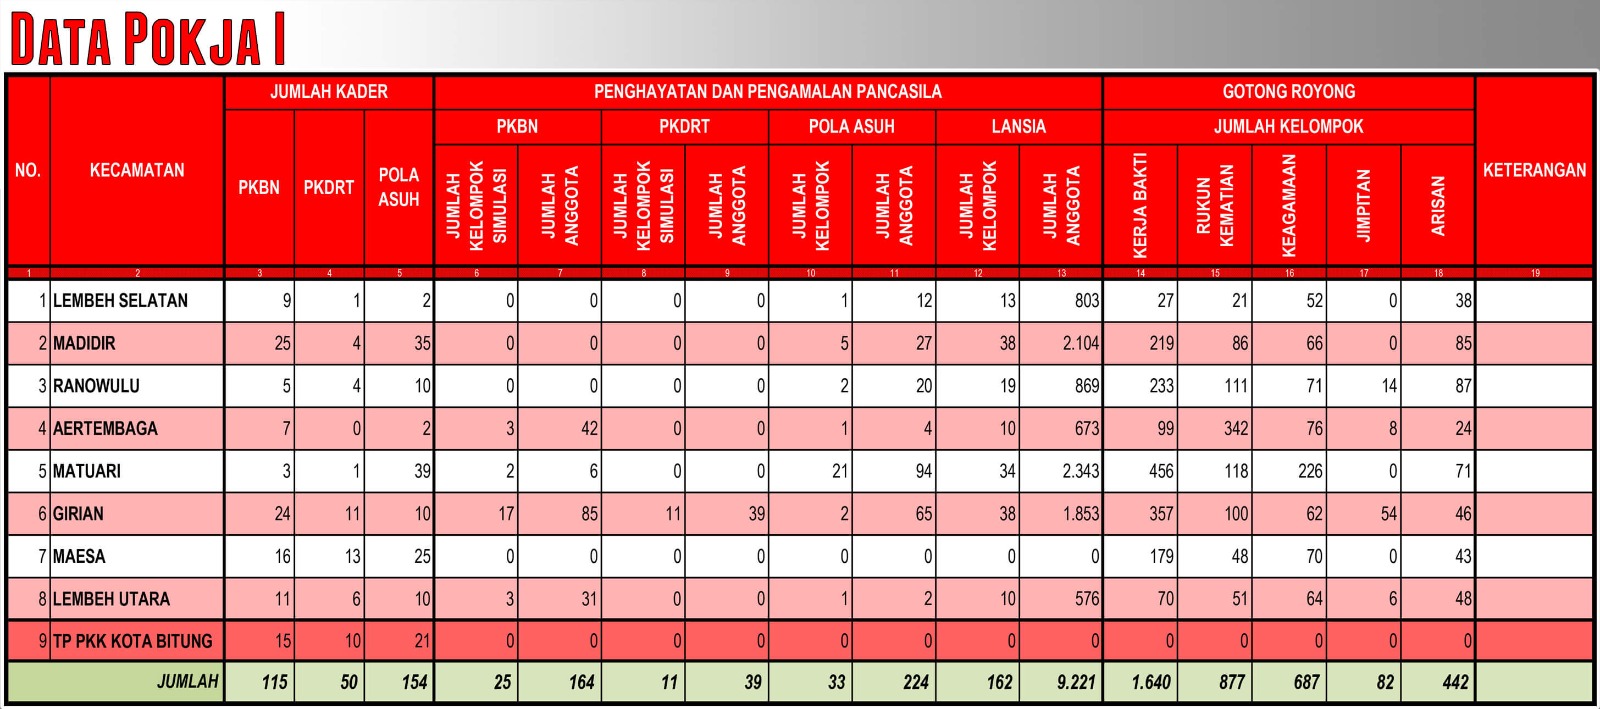 DATA POKJA I
NO. KECAMATAN JUMLAH KADER PENGHAYATAN DAN PENGAMALAN PANCASILA GOTONG ROYONG KETERANGAN
PKBN PKDRT POLA ASUH PKBN PKDRT POLA ASUH LANSIA JUMLAH KELOMPOK
JUMLAH KELOMPOK SIMULASI JUMLAH ANGGOTA JUMLAH KELOMPOK SIMULASI JUMLAH ANGGOTA JUMLAH KELOMPOK JUMLAH ANGGOTA JUMLAH KELOMPOK JUMLAH ANGGOTA KERJA BAKTI RUKUN KEMATIAN KEAGAMAAN JIMPITAN ARISAN
1 2 3 4 5 6 7 8 9 10 11 12 13 14 15 16 17 18 19
1 LEMBEH SELATAN 9 1 2 0 0 0 0 1 12 13 803 27 21 52 0 38
2 MADIDIR 25 4 35 0 0 0 0 5 27 38 2.104 219 86 66 0 85
3 RANOWULU 5 4 10 0 0 0 0 2 20 19 869 233 111 71 14 87
4 AERTEMBAGA 7 0 2 3 42 0 0 1 4 10 673 99 342 76 8 24
5 MATUARI 3 1 39 2 6 0 0 21 94 34 2.343 456 118 226 0 71
6 GIRIAN 24 11 10 17 85 11 39 2 65 38 1.853 357 100 62 54 46
7 MAESA 16 13 25 0 0 0 0 0 0 0 0 179 48 70 0 43
8 LEMBEH UTARA 11 6 10 3 31 0 0 1 2 10 576 70 51 64 6 48
9 TP PKK KOTA BITUNG 15 10 21 0 0 0 0 0 0 0 0 0 0 0 0 0
JUMLAH 115 50 154 25 164 11 39 33 224 162 9.221 1.640 877 687 82 442